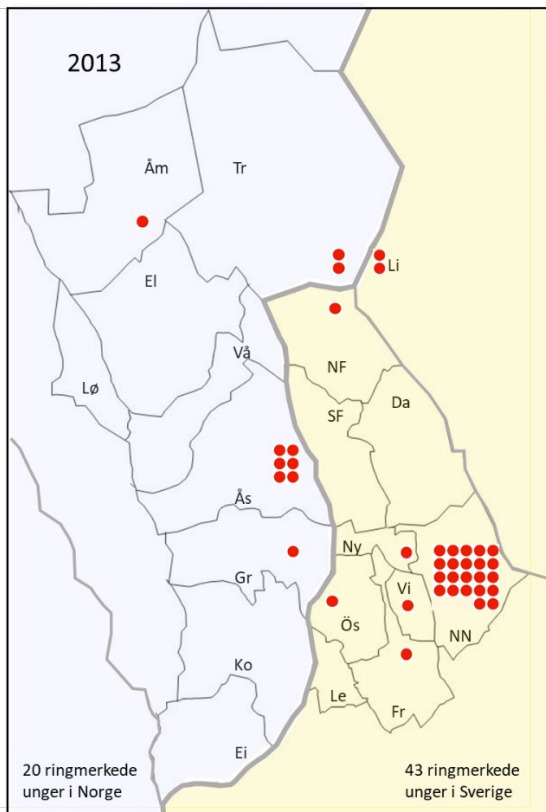 2013
Åm
Tr
Li
El
NF
Vå
Lø
SF
Da
Ås
Ny
Gr
Vi
Ös
NN
Ko
Le
Fr
Ei
20 ringmerkede
unger i Norge
43 ringmerkede
unger i Sverige